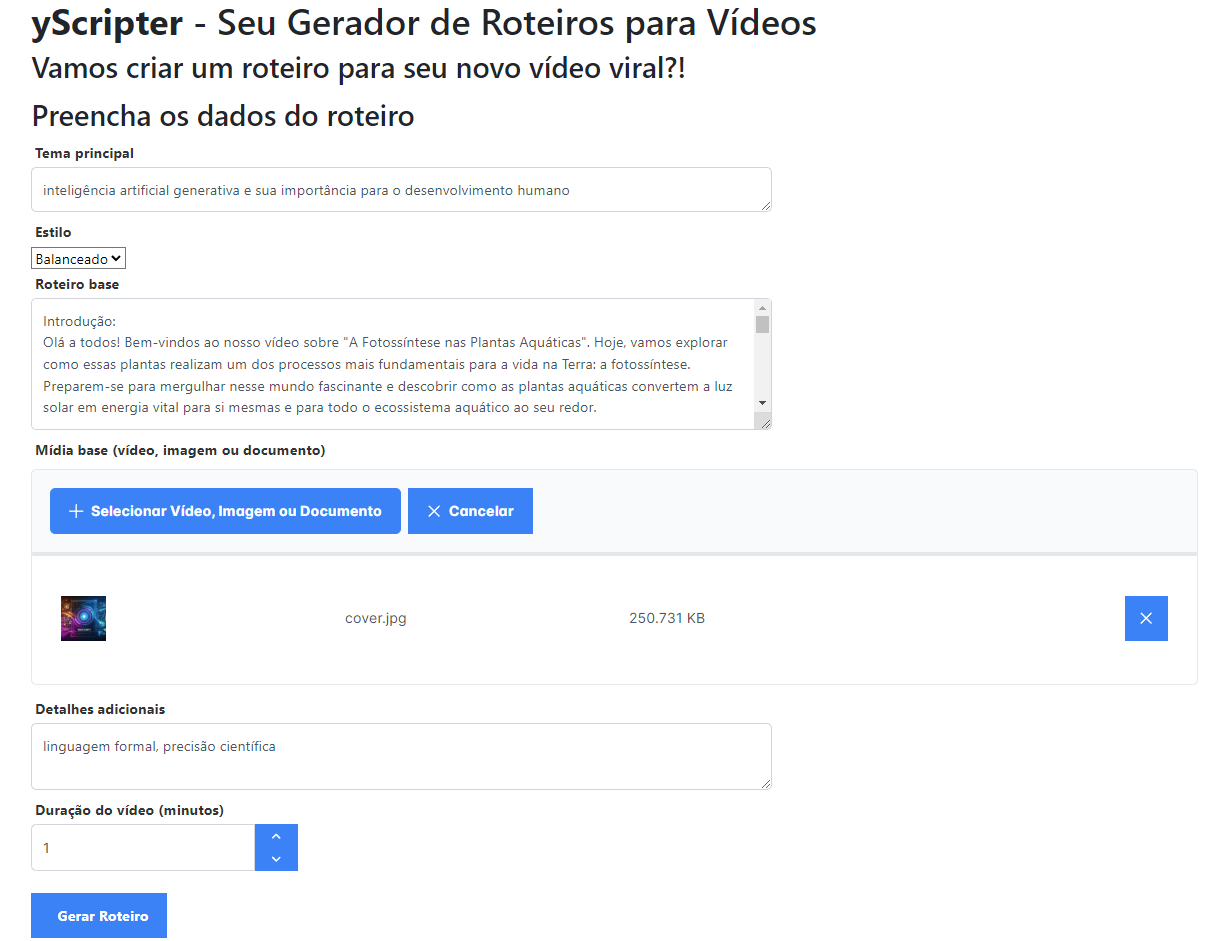 yScripter - Seu Gerador de Roteiros para Vídeos
Vamos criar um roteiro para seu novo vídeo viral?!
Preencha os dados do roteiro
Tema principal
inteligência artificial generativa e sua importância para o desenvolvimento humano
Estilo
Balanceado
Roteiro base
Introdução:
Olá a todos! Bem-vindos ao nosso vídeo sobre "A Fotossíntese nas Plantas Aquáticas". Hoje, vamos explorar
como essas plantas realizam um dos processos mais fundamentais para a vida na Terra: a fotossíntese.
Preparem-se para mergulhar nesse mundo fascinante e descobrir como as plantas aquáticas convertem a luz
solar em energia vital para si mesmas e para todo o ecossistema aquático ao seu redor.
Mídia base (vídeo, imagem ou documento)
Selecionar Vídeo, Imagem ou Documento
Cancelar
cover.jpg
250.731 KB
Detalhes adicionais
linguagem formal, precisão científica
Duração do vídeo (minutos)
1
Gerar Roteiro